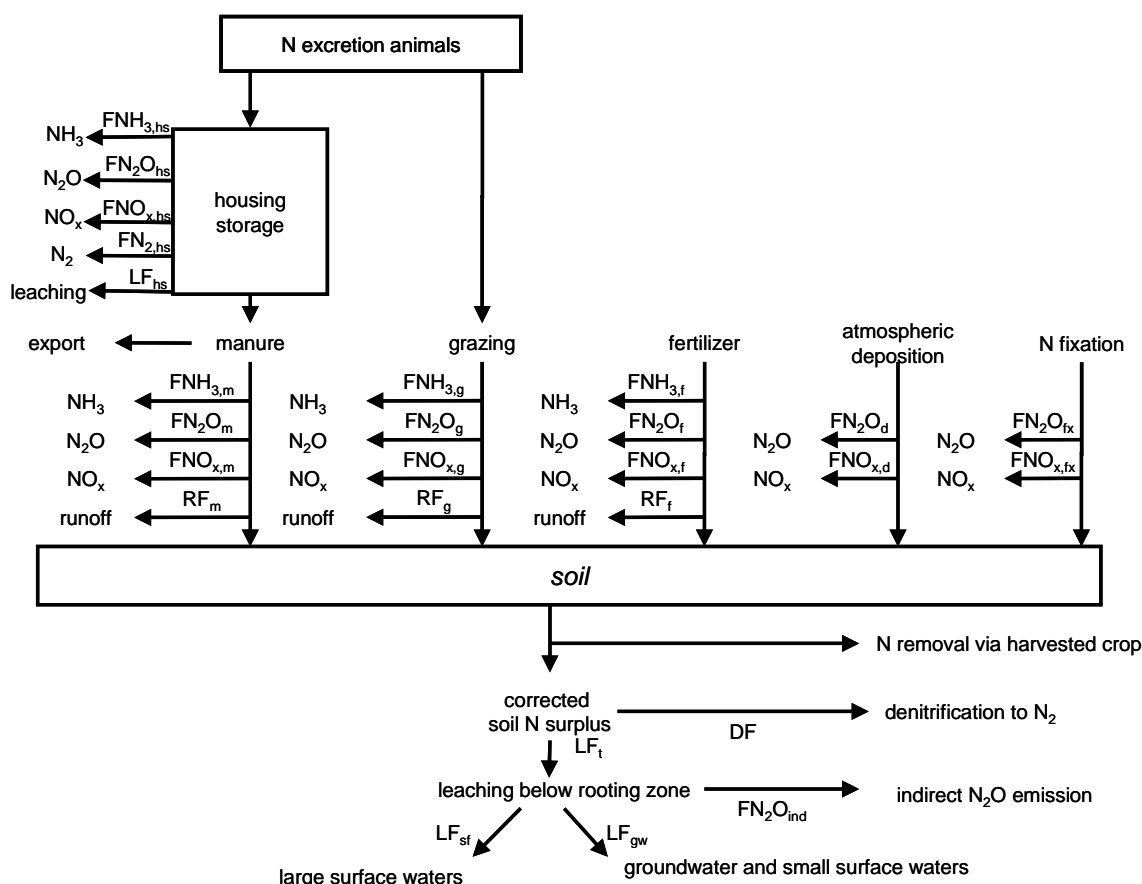 N excretion animals
FNH₃,hs
NH₃
FN₂Ohs
N₂O
housing
storage
FNOx,hs
NOx
FN₂,hs
N₂
LFhs
leaching
export
manure
grazing
fertilizer
atmospheric
deposition
N fixation
FNH₃,m
NH₃
FN₂Om
N₂O
FNOx,m
NOx
RFm
runoff
FNH₃,g
NH₃
FN₂Og
N₂O
FNOx,g
NOx
RFg
runoff
FNH₃,f
NH₃
FN₂Of
N₂O
FNOx,f
NOx
RFf
runoff
FN₂Od
N₂O
FNOx,d
NOx
FN₂Ofx
N₂O
FNOx,fx
NOx
soil
N removal via harvested crop
corrected
soil N surplus
denitrification to N₂
DF
LFt
leaching below rooting zone
indirect N₂O emission
FN₂Oind
LFsf
LFgw
groundwater and small surface waters
large surface waters